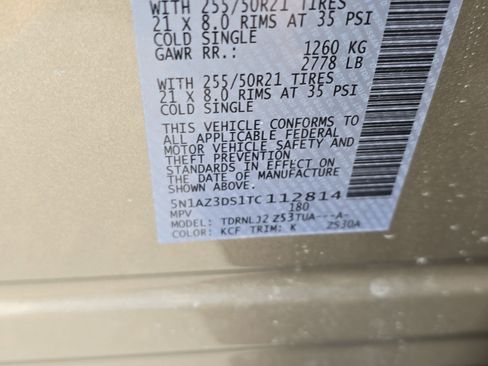 WITH 255/50R21 TIRES
21 X 8.0 RIMS AT 35 PSI
COLD SINGLE
GAWR RR.: 1260 KG
2778 LB
WITH 255/50R21 TIRES
21 X 8.0 RIMS AT 35 PSI
COLD SINGLE
THIS VEHICLE CONFORMS TO
ALL APPLICABLE FEDERAL
MOTOR VEHICLE SAFETY AND
THEFT PREVENTION
STANDARDS IN EFFECT ON
THE DATE OF MANUFACTURE
SHOWN ABOVE.
5N1AZ3DS1TC112814
MPV 180
MODEL: TDRNLJ2 ZS3TUA---A-
COLOR: KCF TRIM: K ZS30A